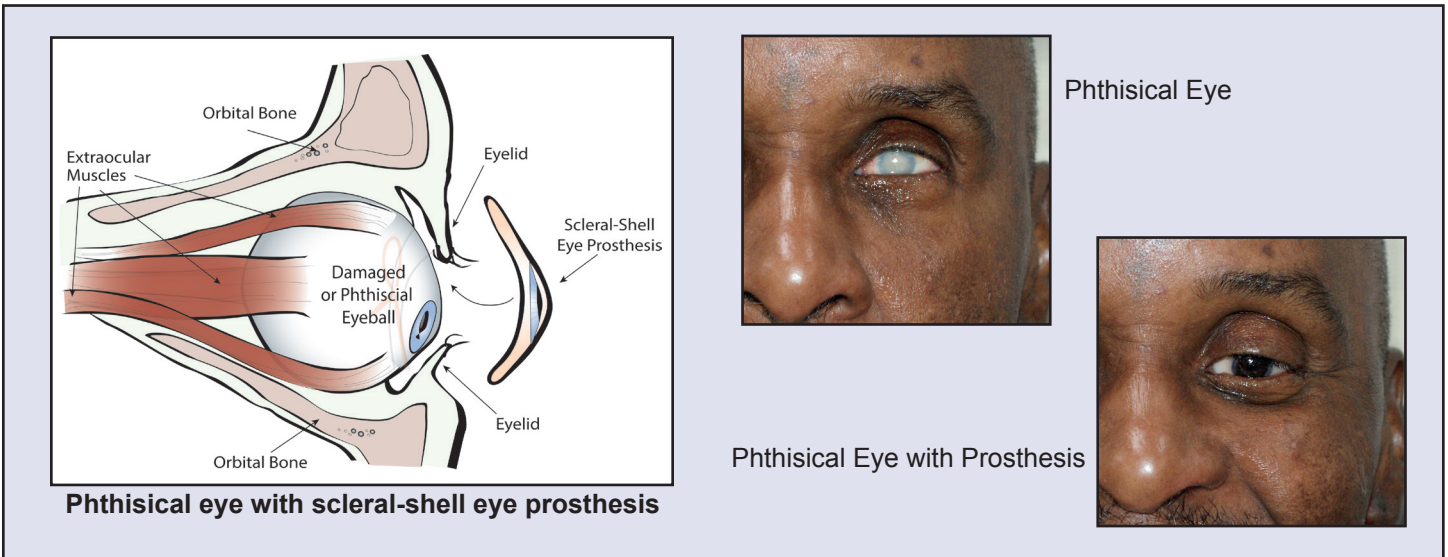 Orbital Bone
Extraocular
Muscles
Eyelid
Scleral-Shell
Eye Prosthesis
Damaged
or Phthiscial
Eyeball
Eyelid
Orbital Bone
Phthisical eye with scleral-shell eye prosthesis
Phthisical Eye
Phthisical Eye with Prosthesis